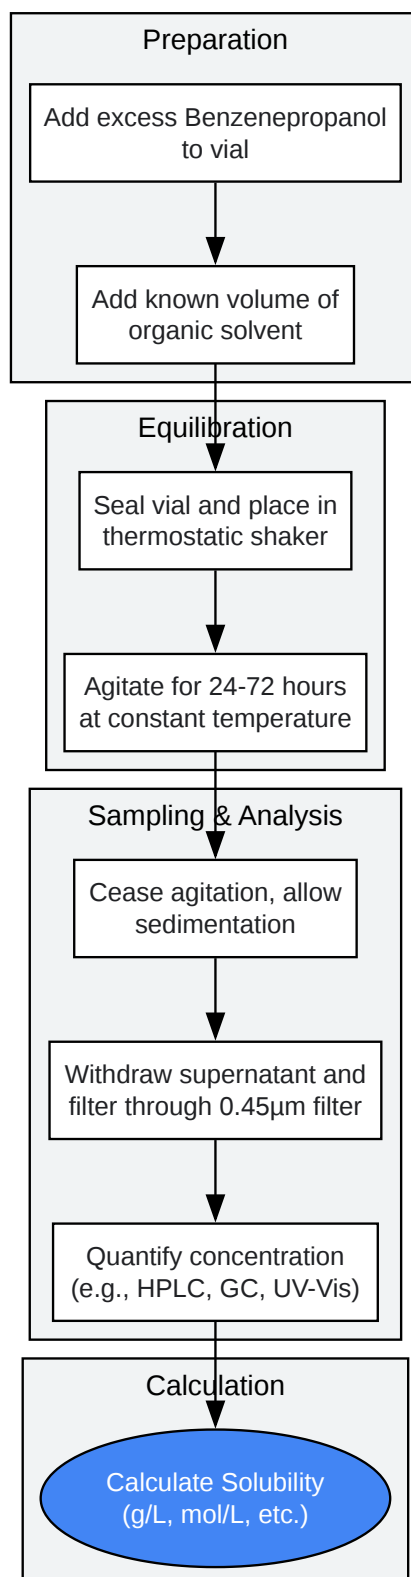 Preparation
Add excess Benzenepropanol
to vial
Add known volume of
organic solvent
Equilibration
Seal vial and place in
thermostatic shaker
Agitate for 24-72 hours
at constant temperature
Sampling & Analysis
Cease agitation, allow
sedimentation
Withdraw supernatant and
filter through 0.45µm filter
Quantify concentration
(e.g., HPLC, GC, UV-Vis)
Calculation
Calculate Solubility
(g/L, mol/L, etc.)